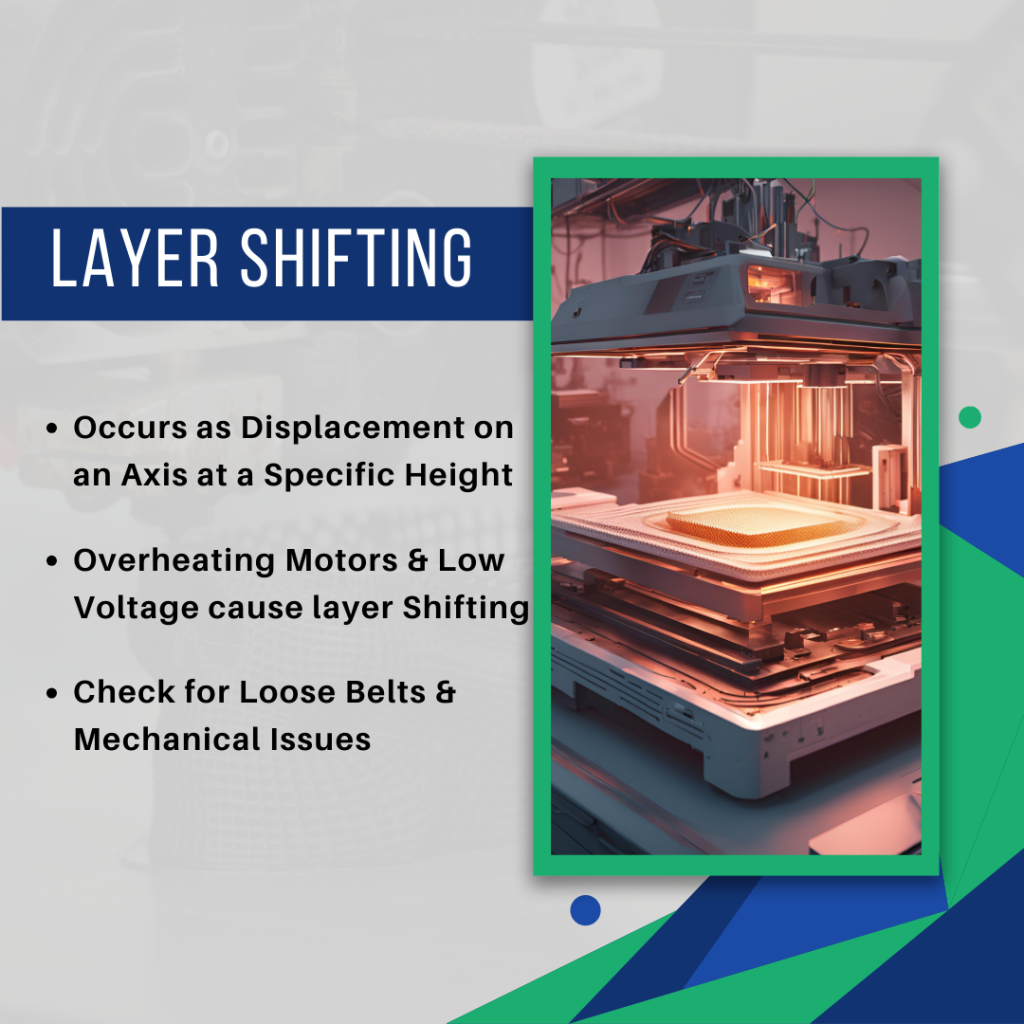 LAYER SHIFTING
• Occurs as Displacement on
an Axis at a Specific Height
• Overheating Motors & Low
Voltage cause layer Shifting
• Check for Loose Belts &
Mechanical Issues